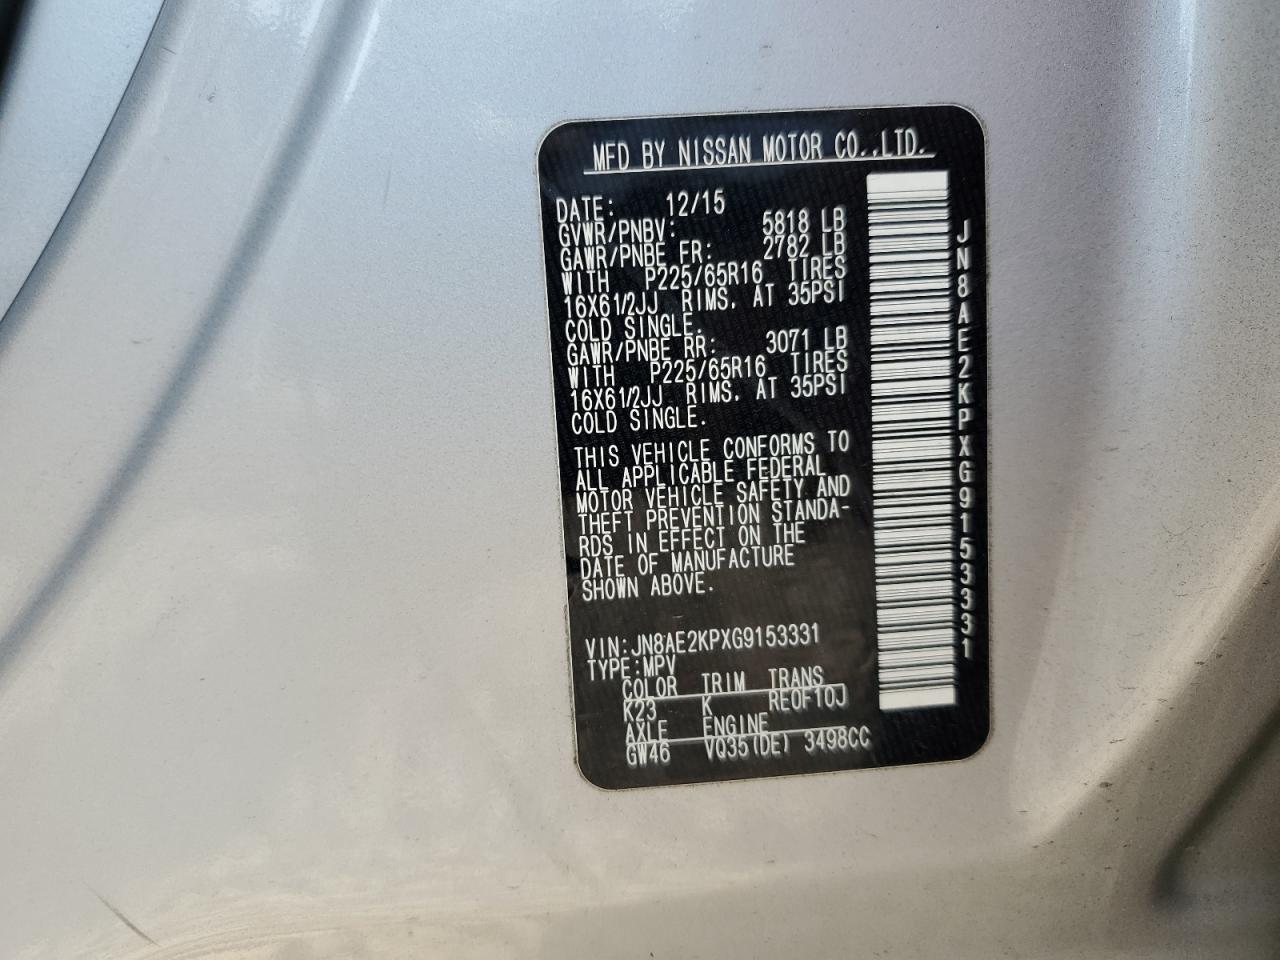 MFD BY NISSAN MOTOR CO.,LTD.
DATE: 12/15
GVWR/PNBV: 5818 LB
GAWR/PNBE FR: 2782 LB
WITH P225/65R16 TIRES
16X61/2JJ RIMS. AT 35PSI
COLD SINGLE.
GAWR/PNBE RR: 3071 LB
WITH P225/65R16 TIRES
16X61/2JJ RIMS. AT 35PSI
COLD SINGLE.
THIS VEHICLE CONFORMS TO
ALL APPLICABLE FEDERAL
MOTOR VEHICLE SAFETY AND
THEFT PREVENTION STANDA-
RDS IN EFFECT ON THE
DATE OF MANUFACTURE
SHOWN ABOVE.
VIN:JN8AE2KPXG9153331
TYPE:MPV
COLOR TRIM TRANS
K23 K RE0F10J
AXLE ENGINE
GW46 VQ35(DE) 3498CC
JN8AE2KPXG9153331